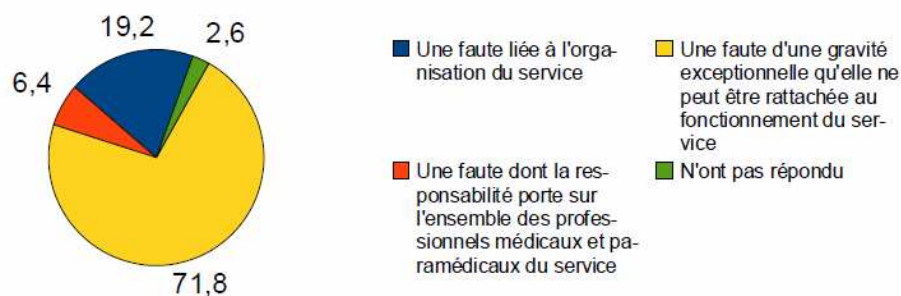 19,2
2,6
6,4
71,8
Une faute liée à l'orga-
nisation du service
Une faute d'une gravité
exceptionnelle qu'elle ne
peut être rattachée au
fonctionnement du ser-
vice
Une faute dont la res-
ponsabilité porte sur
l'ensemble des profes-
sionnels médicaux et pa-
ramédicaux du service
N'ont pas répondu